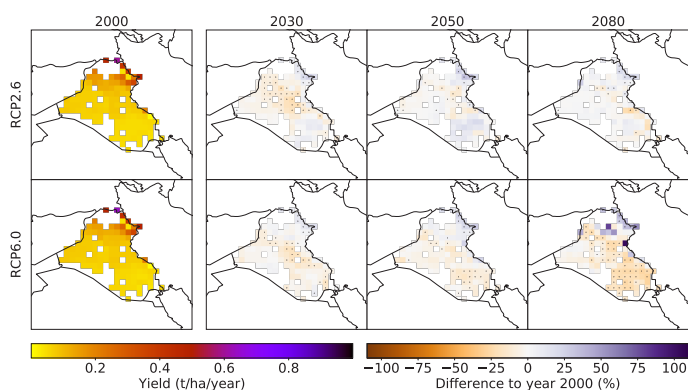 2000 2030 2050 2080
RCP2.6
RCP6.0
0.2 0.4 0.6 0.8
Yield (t/ha/year)
−100 −75 −50 −25 0 25 50 75 100
Difference to year 2000 (%)